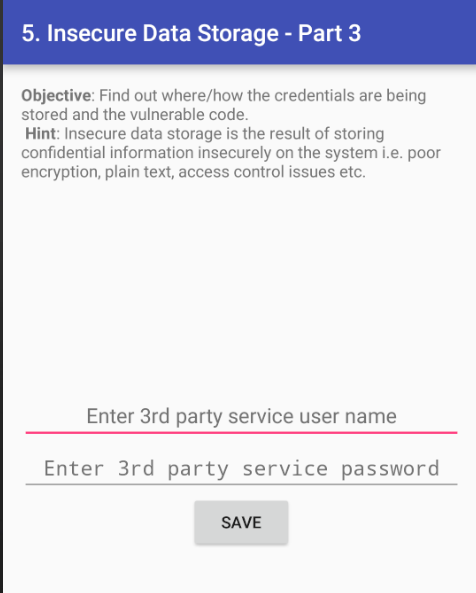 5. Insecure Data Storage - Part 3
Objective: Find out where/how the credentials are being
stored and the vulnerable code.
Hint: Insecure data storage is the result of storing
confidential information insecurely on the system i.e. poor
encryption, plain text, access control issues etc.
Enter 3rd party service user name
Enter 3rd party service password
SAVE